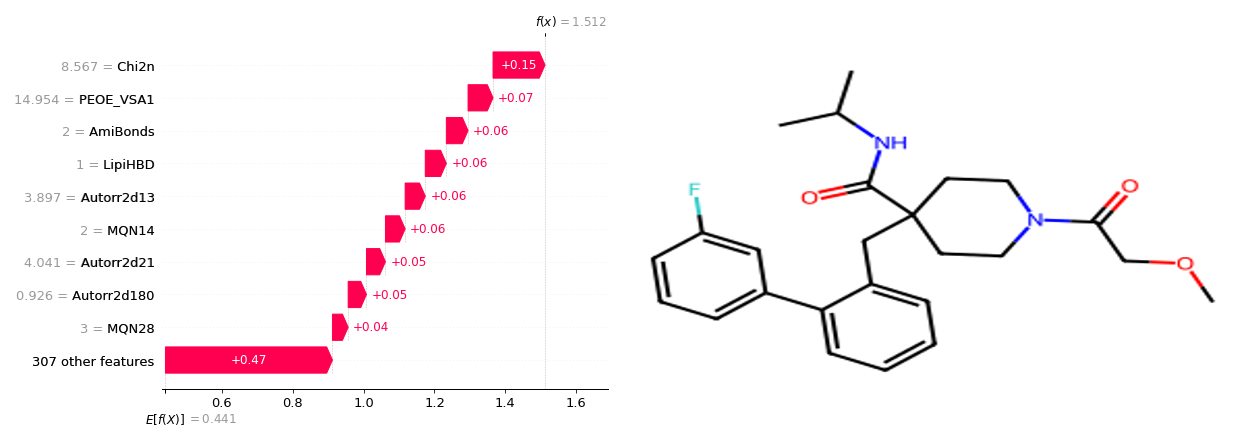 f(x) = 1.512
8.567 = Chi2n
+0.15
14.954 = PEOE_VSA1
+0.07
2 = AmiBonds
+0.06
1 = LipiHBD
+0.06
3.897 = Autorr2d13
+0.06
2 = MQN14
+0.06
4.041 = Autorr2d21
+0.05
0.926 = Autorr2d180
+0.05
3 = MQN28
+0.04
307 other features
+0.47
0.6 0.8 1.0 1.2 1.4 1.6
E[f(X)] = 0.441
NH
O
F
N
O
O